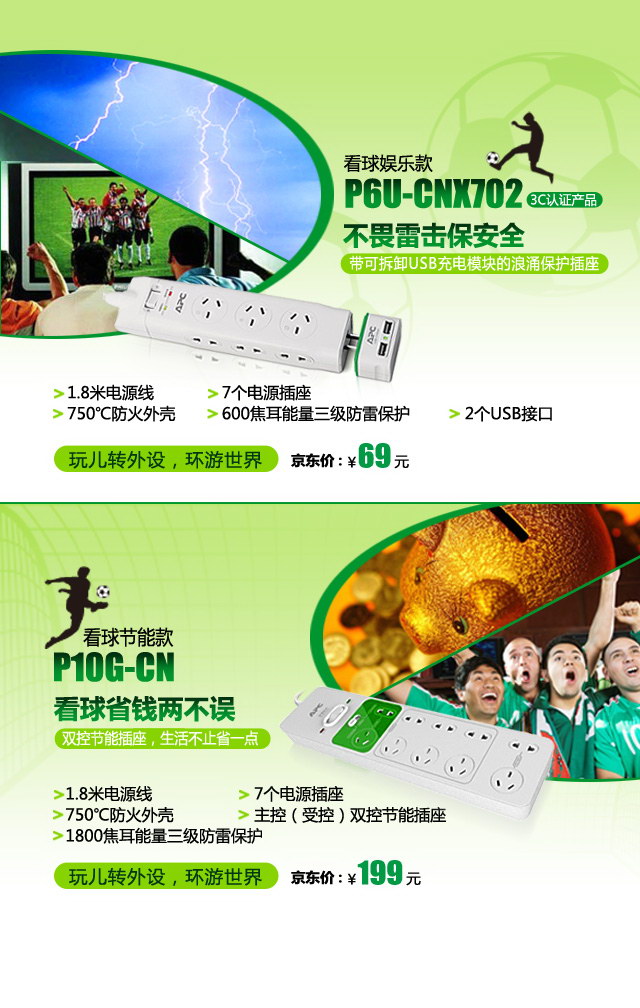 看球娱乐款
P6U-CNX702 3C认证产品
不畏雷击保安全
带可拆卸USB充电模块的浪涌保护插座
APC
APC
>1.8米电源线 >7个电源插座
>750℃防火外壳 >600焦耳能量三级防雷保护 >2个USB接口
玩儿转外设，环游世界 京东价：¥69元
看球节能款
P10G-CN
看球省钱两不误
双控节能插座，生活不止省一点
APC
>1.8米电源线 >7个电源插座
>750℃防火外壳 >主控（受控）双控节能插座
>1800焦耳能量三级防雷保护
玩儿转外设，环游世界 京东价：¥199元